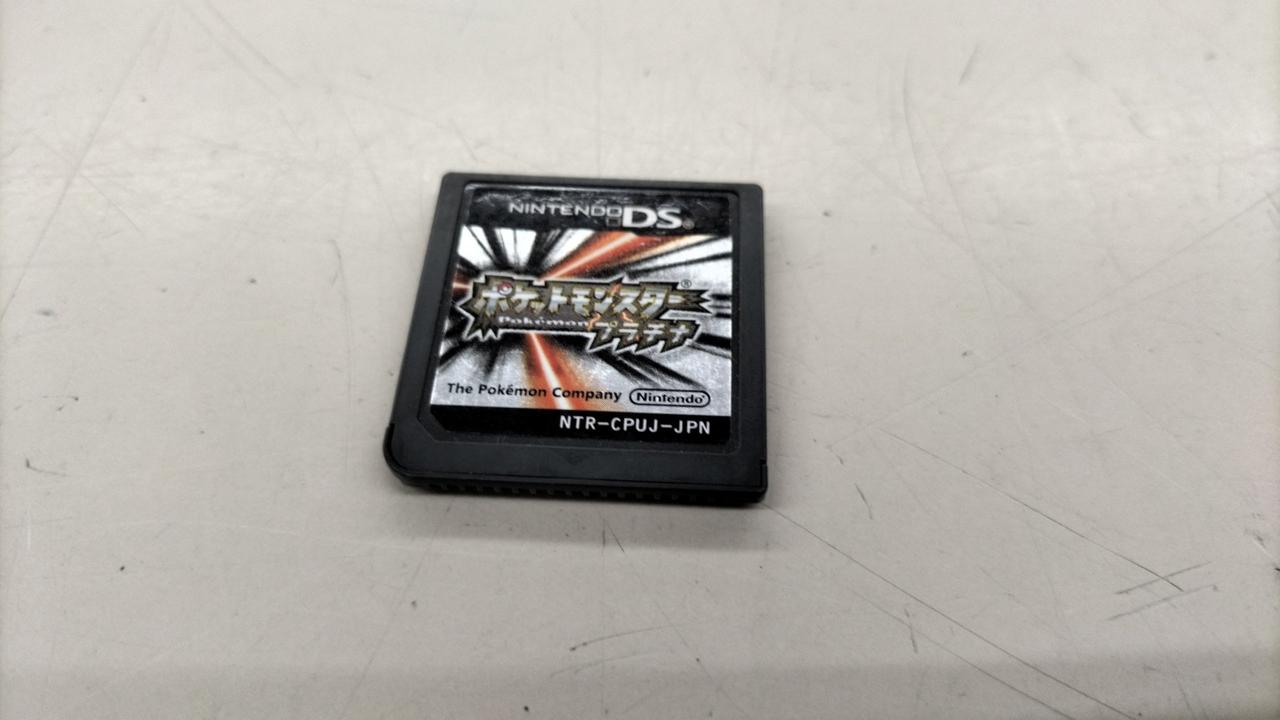 NINTENDO DS®
ポケットモンスター®
Pokémon
プラチナ
The Pokémon Company Nintendo®
NTR-CPUJ-JPN